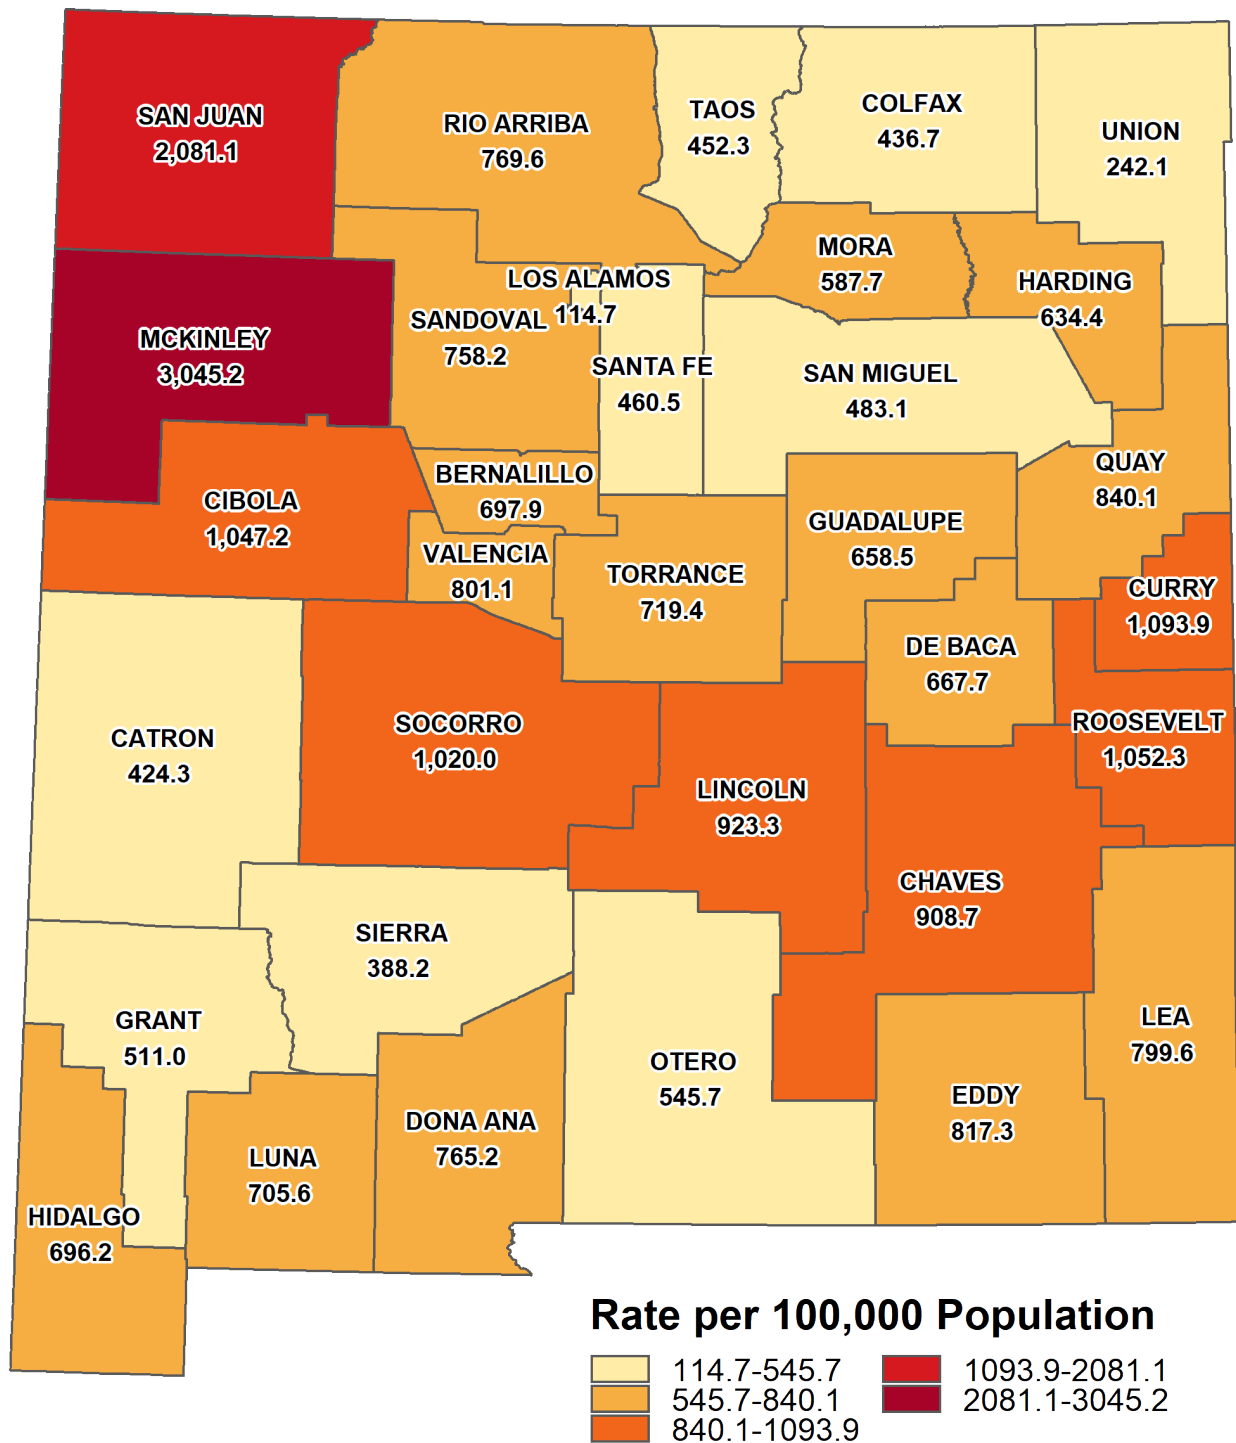 SAN JUAN
2,081.1
RIO ARRIBA
769.6
TAOS
452.3
COLFAX
436.7
UNION
242.1
MORA
587.7
HARDING
634.4
LOS ALAMOS
114.7
SANDOVAL
758.2
MCKINLEY
3,045.2
SANTA FE
460.5
SAN MIGUEL
483.1
QUAY
840.1
BERNALILLO
697.9
CIBOLA
1,047.2
GUADALUPE
658.5
VALENCIA
801.1
TORRANCE
719.4
CURRY
1,093.9
DE BACA
667.7
CATRON
424.3
SOCORRO
1,020.0
ROOSEVELT
1,052.3
LINCOLN
923.3
CHAVES
908.7
SIERRA
388.2
GRANT
511.0
LEA
799.6
OTERO
545.7
EDDY
817.3
DONA ANA
765.2
LUNA
705.6
HIDALGO
696.2
Rate per 100,000 Population
114.7-545.7
545.7-840.1
840.1-1093.9
1093.9-2081.1
2081.1-3045.2